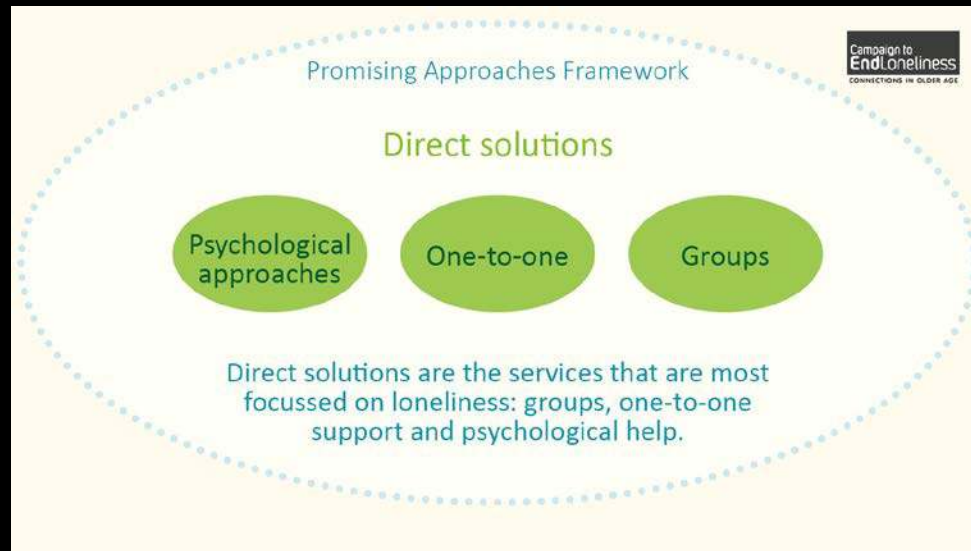 Promising Approaches Framework
Campaign to
EndLoneliness
CONNECTIONS IN OLDER AGE
Direct solutions
Psychological
approaches
One-to-one
Groups
Direct solutions are the services that are most
focussed on loneliness: groups, one-to-one
support and psychological help.